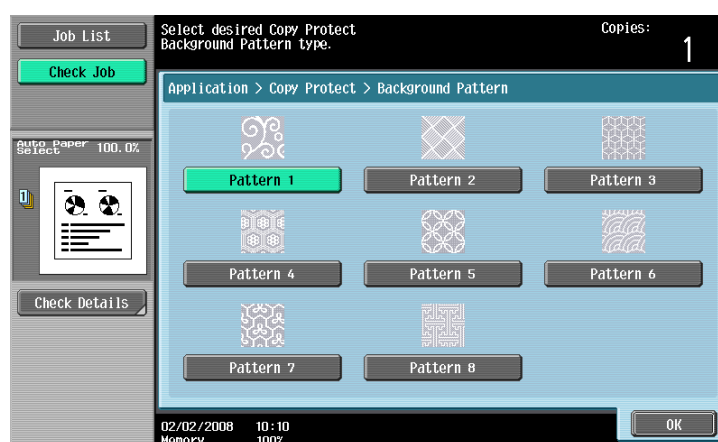 Job List
Check Job
Select desired Copy Protect
Background Pattern type.
Copies:
1
Application > Copy Protect > Background Pattern
Auto Paper
Select
100.0%
1
Pattern 1
Pattern 2
Pattern 3
Pattern 4
Pattern 5
Pattern 6
Check Details
Pattern 7
Pattern 8
02/02/2008 10:10
Memory 100%
OK